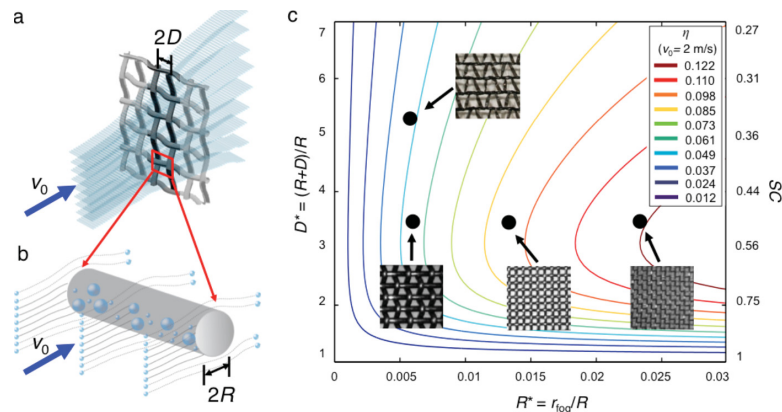 a
2D
v0
b
v0
2R
c
7
6
5
4
3
2
1
D* = (R+D)/R
0
0.005
0.01
0.015
0.02
0.025
0.03
R* = rfog/R
0.27
0.31
0.36
0.44
0.56
0.75
1
SC
η
(v0= 2 m/s)
0.122
0.110
0.098
0.085
0.073
0.061
0.049
0.037
0.024
0.012